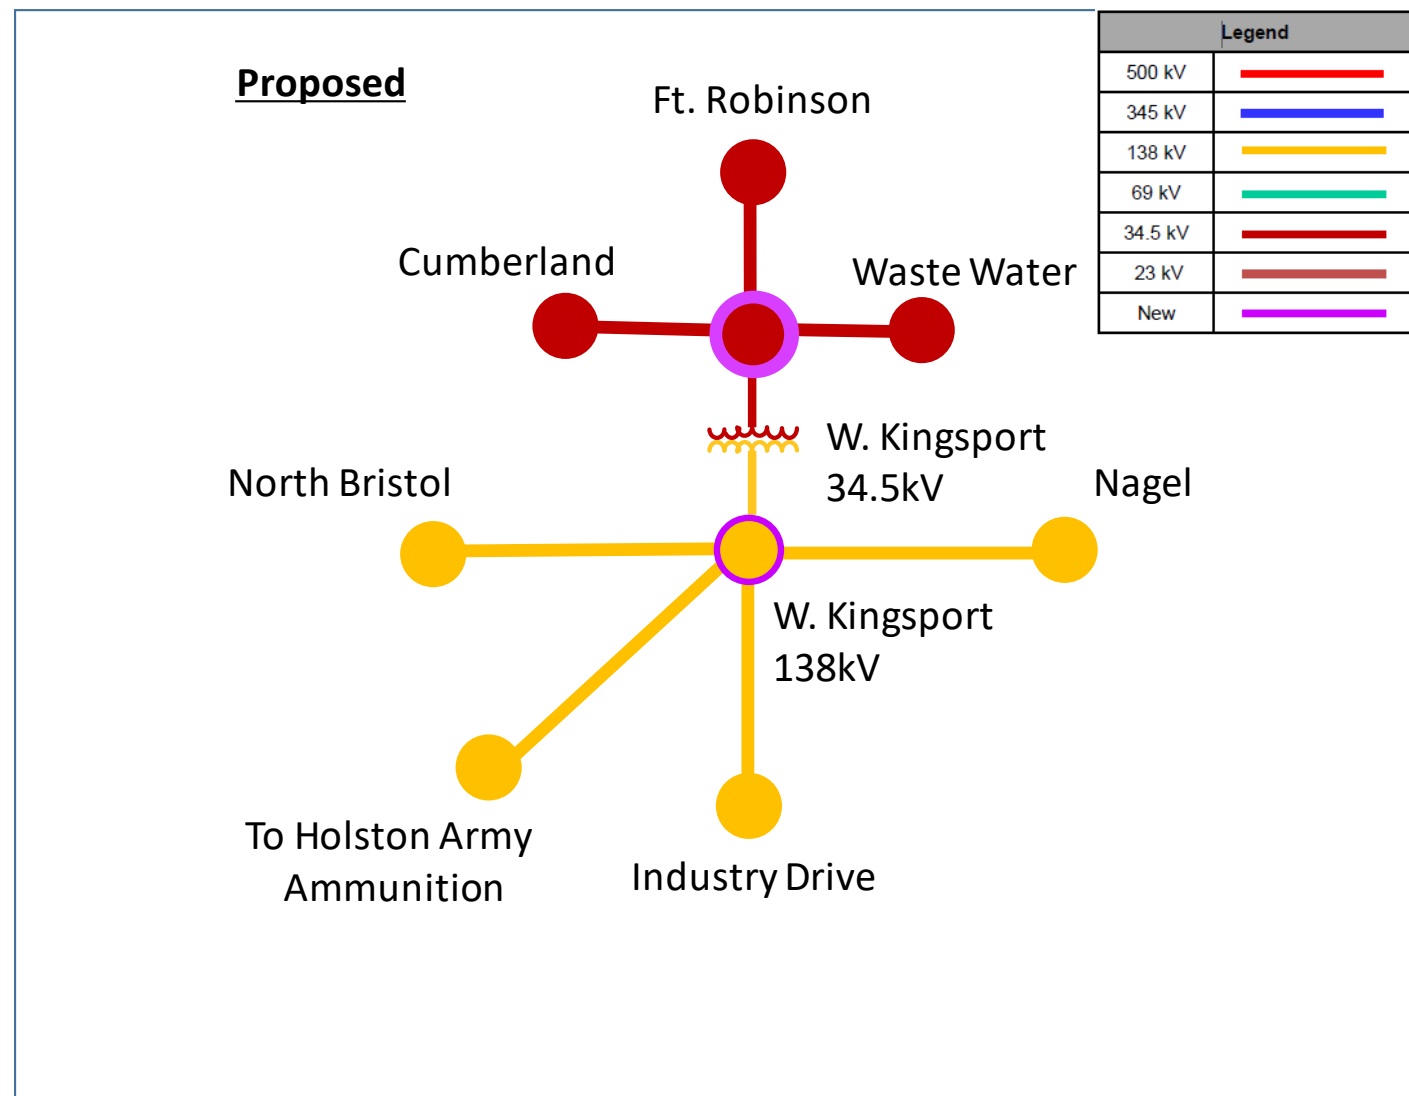 Proposed
Ft. Robinson
Cumberland
Waste Water
W. Kingsport
34.5kV
North Bristol
Nagel
W. Kingsport
138kV
To Holston Army
Ammunition
Industry Drive
Legend
500 kV
345 kV
138 kV
69 kV
34.5 kV
23 kV
New